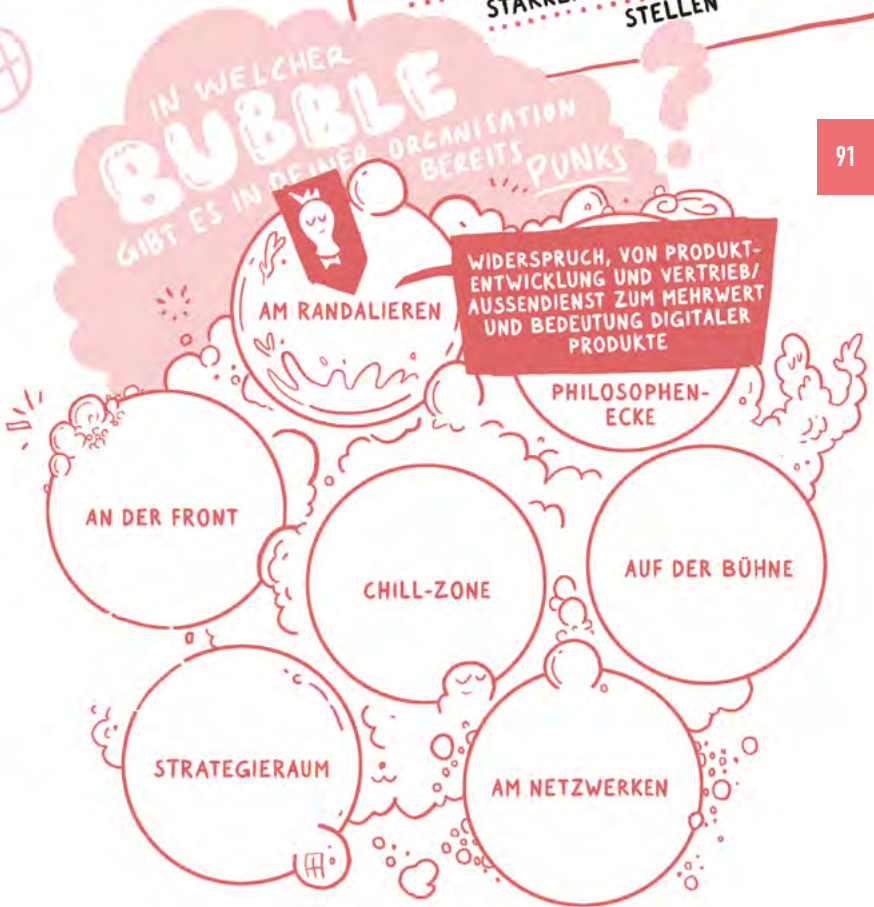 STELLEN
IN WELCHER
BUBBLE
GIBT ES IN DEINER ORGANISATION
BEREITS PUNKS?
91
AM RANDALIEREN
WIDERSPRUCH, VON PRODUKT-
ENTWICKLUNG UND VERTRIEB/
AUSSENDIENST ZUM MEHRWERT
UND BEDEUTUNG DIGITALER
PRODUKTE
PHILOSOPHEN-
ECKE
AN DER FRONT
CHILL-ZONE
AUF DER BÜHNE
STRATEGIERAUM
AM NETZWERKEN